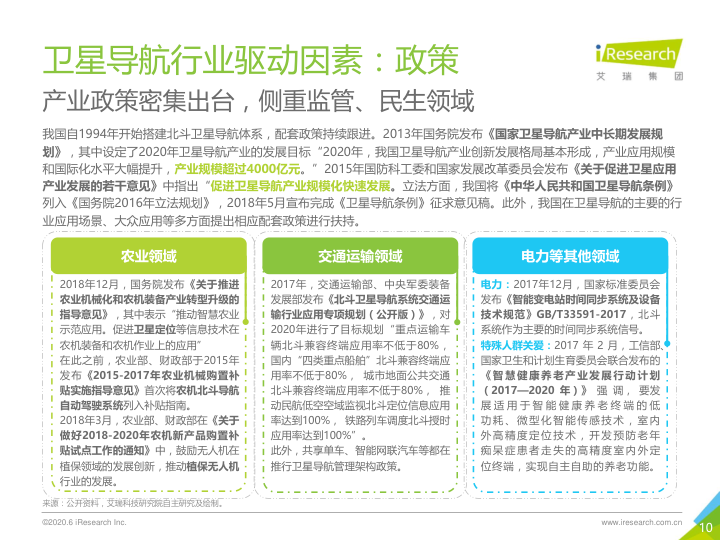 卫星导航行业驱动因素：政策
iResearch
艾瑞集团
产业政策密集出台，侧重监管、民生领域
我国自1994年开始搭建北斗卫星导航体系，配套政策持续跟进。2013年国务院发布《国家卫星导航产业中长期发展规
划》，其中设定了2020年卫星导航产业的发展目标“2020年，我国卫星导航产业创新发展格局基本形成，产业应用规模
和国际化水平大幅提升，产业规模超过4000亿元。”2015年国防科工委和国家发展改革委员会发布《关于促进卫星应用
产业发展的若干意见》中指出“促进卫星导航产业规模化快速发展。立法方面，我国将《中华人民共和国卫星导航条例》
列入《国务院2016年立法规划》，2018年5月宣布完成《卫星导航条例》征求意见稿。此外，我国在卫星导航的主要的行
业应用场景、大众应用等多方面提出相应配套政策进行扶持。
农业领域
2018年12月，国务院发布《关于推进
农业机械化和农机装备产业转型升级的
指导意见》，其中表示“推动智慧农业
示范应用。促进卫星定位等信息技术在
农机装备和农机作业上的应用”
在此之前，农业部、财政部于2015年
发布《2015-2017年农业机械购置补
贴实施指导意见》首次将农机北斗导航
自动驾驶系统列入补贴指南。
2018年3月，农业部、财政部在《关于
做好2018-2020年农机新产品购置补
贴试点工作的通知》中，鼓励无人机在
植保领域的发展创新，推动植保无人机
行业的发展。
交通运输领域
2017年，交通运输部、中央军委装备
发展部发布《北斗卫星导航系统交通运
输行业应用专项规划（公开版）》，对
2020年进行了目标规划“重点运输车
辆北斗兼容终端应用率不低于80%，
国内“四类重点船舶”北斗兼容终端应
用率不低于80%， 城市地面公共交通
北斗兼容终端应用率不低于80%， 推
动民航低空空域监视北斗定位信息应用
率达到100%， 铁路列车调度北斗授时
应用率达到100%”。
此外，共享单车、智能网联汽车等都在
推行卫星导航管理架构政策。
电力等其他领域
电力：2017年12月，国家标准委员会
发布《智能变电站时间同步系统及设备
技术规范》GB/T33591-2017，北斗
系统作为主要的时间同步系统信号。
特殊人群关爱：2017 年 2 月，工信部、
国家卫生和计划生育委员会联合发布的
《智慧健康养老产业发展行动计划
（2017—2020 年）》 强 调， 要发
展适用于智能健康养老终端的低
功耗、微型化智能传感技术，室内
外高精度定位技术，开发预防老年
痴呆症患者走失的高精度室内外定
位终端，实现自主自助的养老功能。
来源：公开资料，艾瑞科技研究院自主研究及绘制。
©2020.6 iResearch Inc.
www.iresearch.com.cn
10